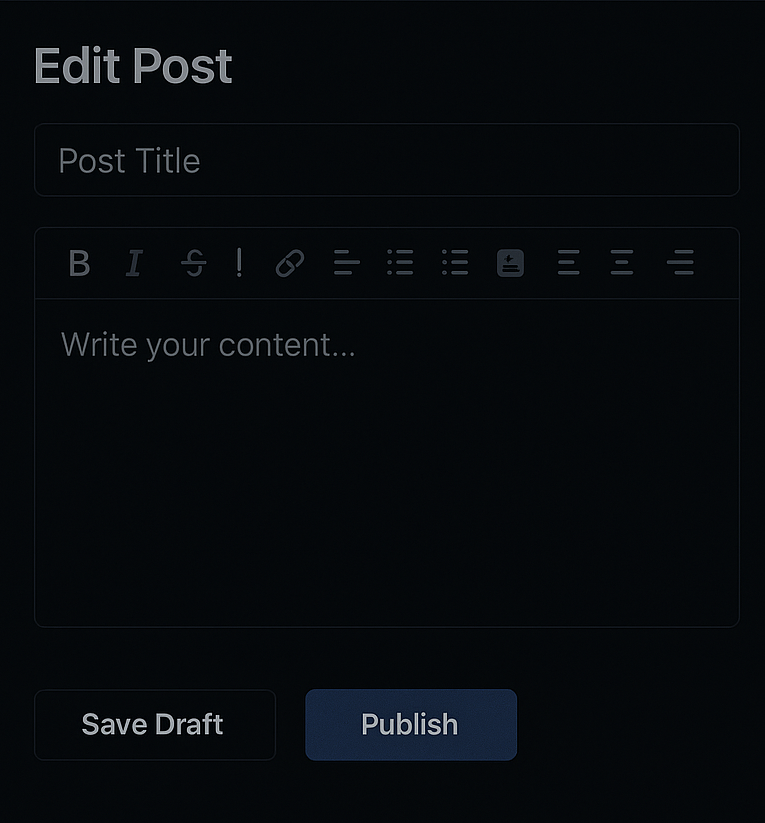 Edit Post
Post Title
B I S !
Write your content...
Save Draft
Publish